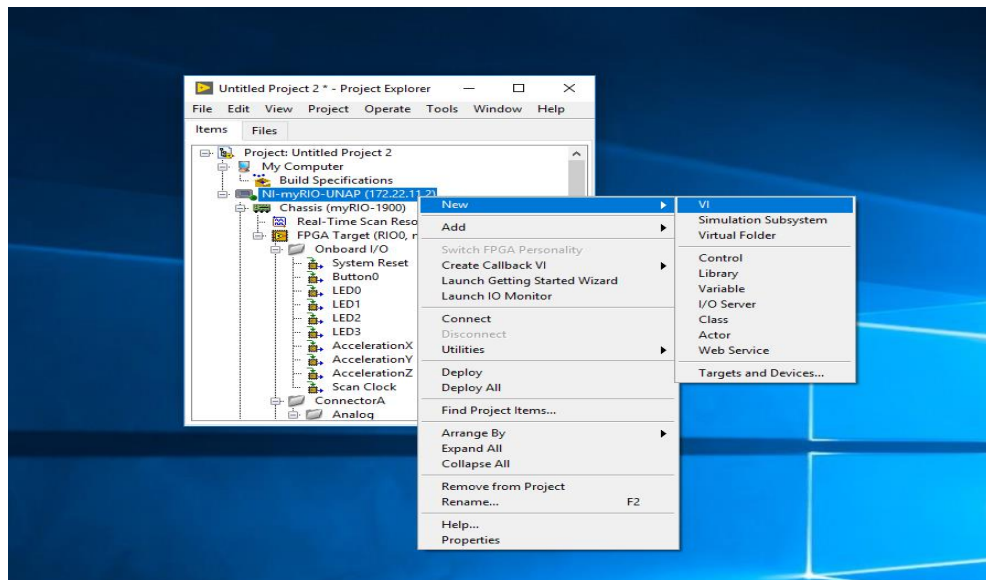 Untitled Project 2 * - Project Explorer
File Edit View Project Operate Tools Window Help
Items Files
Project: Untitled Project 2
My Computer
Build Specifications
NI-myRIO-UNAP (172.22.11.2)
Chassis (myRIO-1900)
Real-Time Scan Reso
FPGA Target (RIO0, r
Onboard I/O
System Reset
Button0
LED0
LED1
LED2
LED3
AccelerationX
AccelerationY
AccelerationZ
Scan Clock
ConnectorA
Analog
New
Add
Switch FPGA Personality
Create Callback VI
Launch Getting Started Wizard
Launch IO Monitor
Connect
Disconnect
Utilities
Deploy
Deploy All
Find Project Items...
Arrange By
Expand All
Collapse All
Remove from Project
Rename... F2
Help...
Properties
VI
Simulation Subsystem
Virtual Folder
Control
Library
Variable
I/O Server
Class
Actor
Web Service
Targets and Devices...